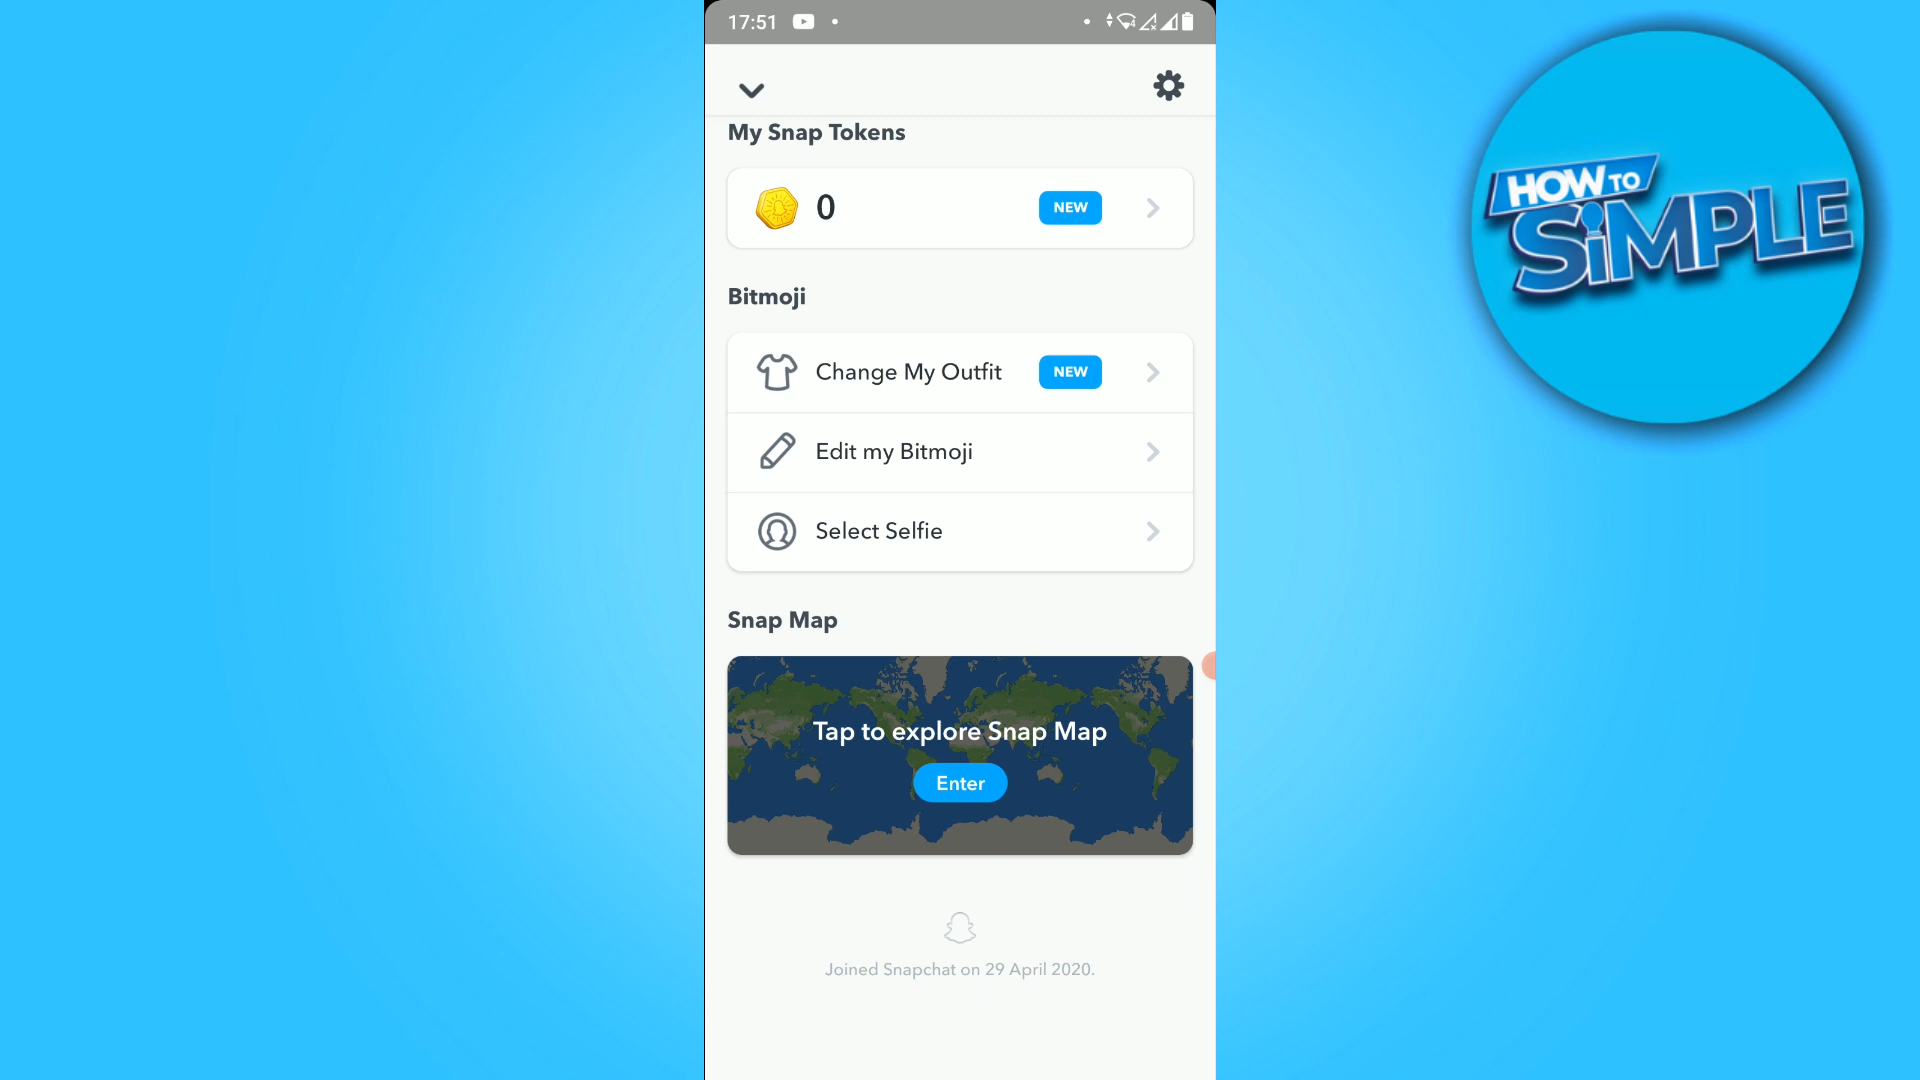 17:51
HOW TO
SiMPLE
My Snap Tokens
0
NEW
Bitmoji
Change My Outfit
NEW
Edit my Bitmoji
Select Selfie
Snap Map
Tap to explore Snap Map
Enter
Joined Snapchat on 29 April 2020.